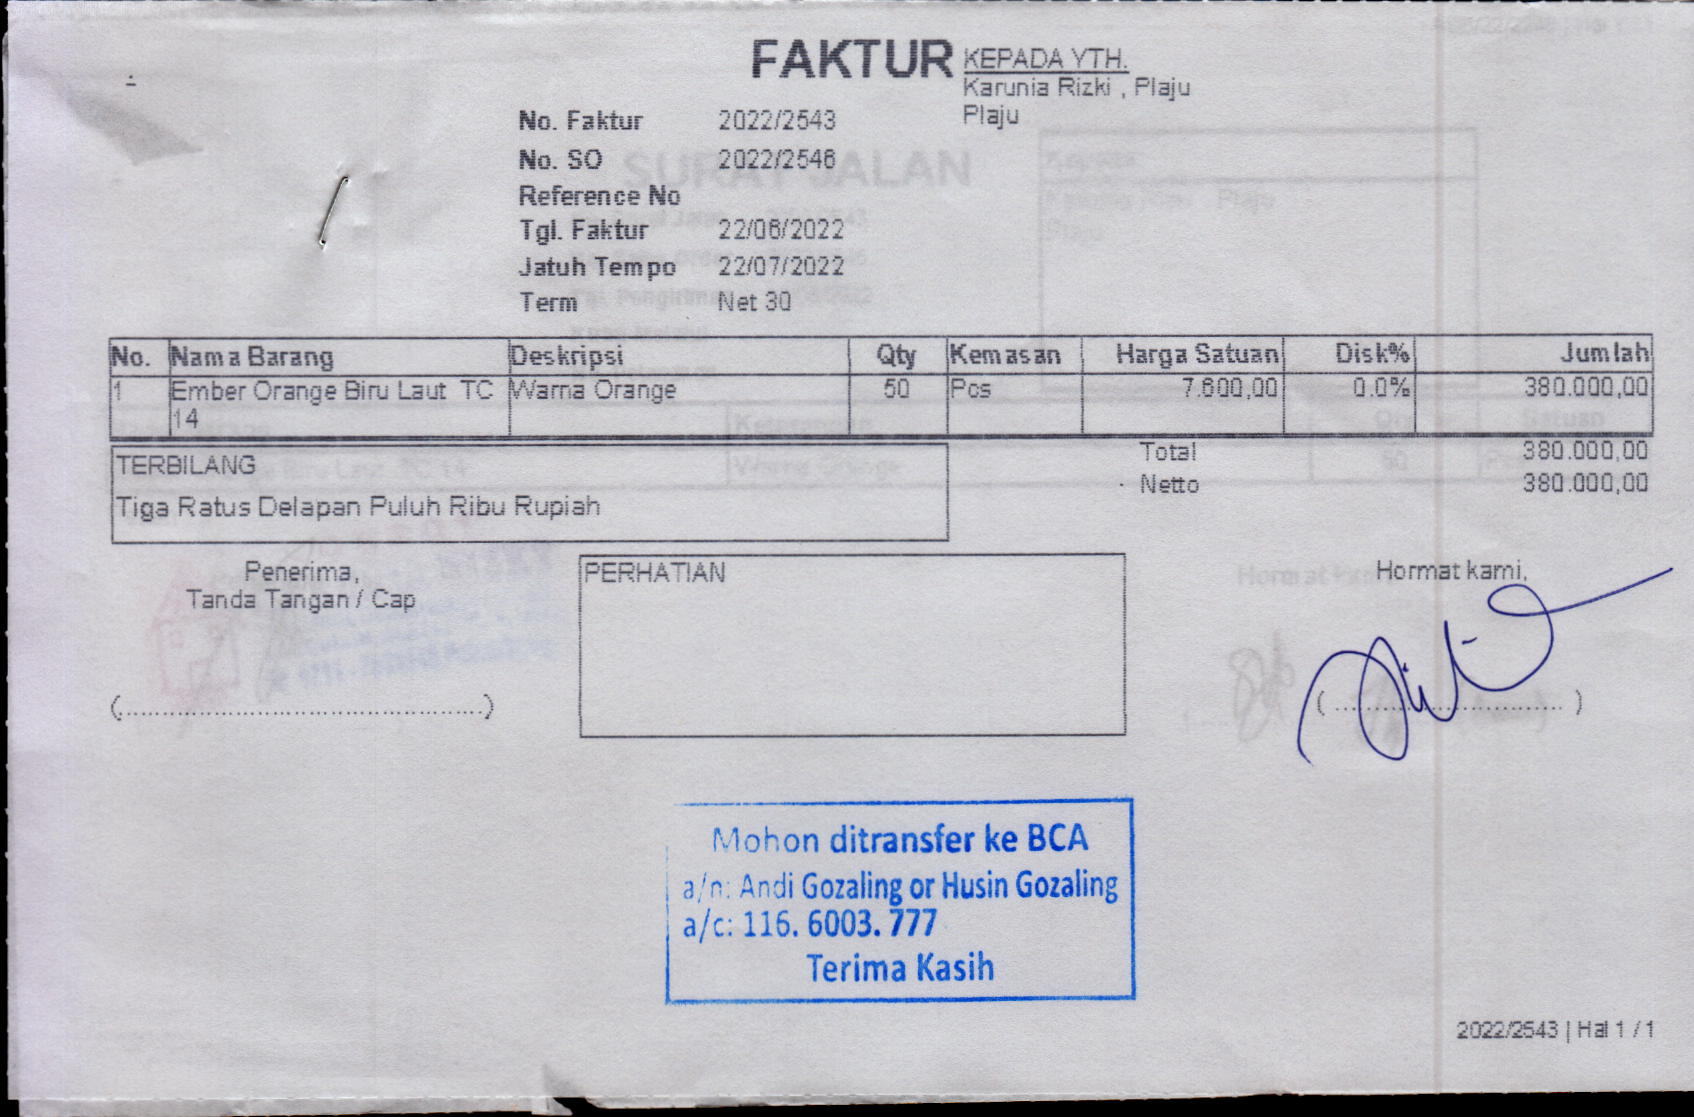 FAKTUR
KEPADA YTH.
Karunia Rizki , Plaju
Plaju
No. Faktur 2022/2543
No. SO 2022/2546
Reference No
Tgl. Faktur 22/06/2022
Jatuh Tempo 22/07/2022
Term Net 30
No. Nama Barang Deskripsi Qty Kemasan Harga Satuan Disk% Jumlah
1 Ember Orange Biru Laut TC Warna Orange 50 Pcs 7.600,00 0.0% 380.000,00
14
Total 380.000,00
Netto 380.000,00
TERBILANG
Tiga Ratus Delapan Puluh Ribu Rupiah
Penerima,
Tanda Tangan / Cap
(..................................................)
PERHATIAN
Hormat kami,
( ................................ )
Mohon ditransfer ke BCA
a/n: Andi Gozaling or Husin Gozaling
a/c: 116. 6003. 777
Terima Kasih
2022/2543 | Hal 1 / 1
SURAT JALAN